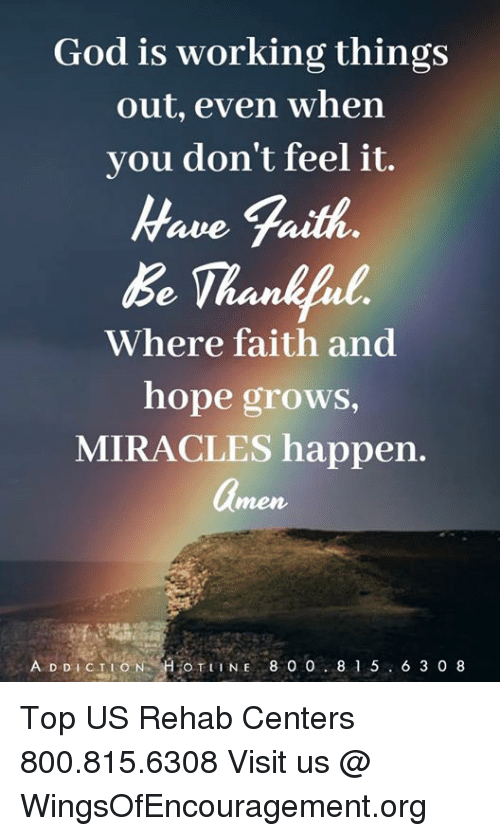 God is working things
out, even when
you don't feel it.
Have Faith.
Be Thankful.
Where faith and
hope grows,
MIRACLES happen.
amen
ADDICTION HOTLINE 800.815.6308
Top US Rehab Centers
800.815.6308 Visit us @
WingsOfEncouragement.org